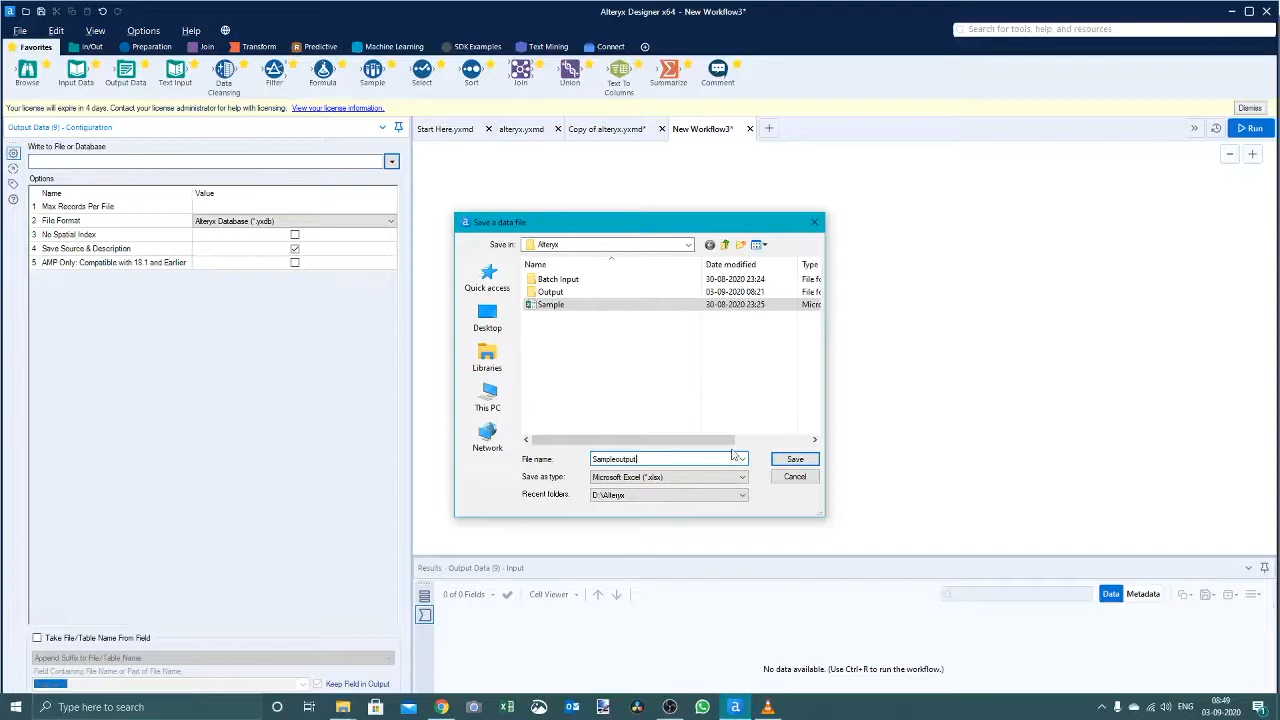 Alteryx Designer x64 - New Workflow3*
File Edit View Options Help
Search for tools, help, and resources
Favorites In/Out Preparation Join Transform Predictive Machine Learning SDK Examples Text Mining Connect
Browse Input Data Output Data Text Input Data Cleansing Filter Formula Sample Select Sort Join Union Text To Columns Summarize Comment
Your license will expire in 4 days. Contact your license administrator for help with licensing. View your license information. Dismiss
Output Data (9) - Configuration
Start Here.yxmd alteryx.yxmd Copy of alteryx.yxmd* New Workflow3* Run
Write to File or Database
Options
Name Value
1 Max Records Per File
2 File Format Alteryx Database (*.yxdb)
3 No Spatial Index
4 Save Source & Description
5 AMP Only: Compatible with 18.1 and Earlier
Save a data file
Save in: Alteryx
Name Date modified Type
Batch Input 30-08-2020 23:24 File fo
Output 03-09-2020 08:21 File fo
Sample 30-08-2020 23:25 Micro
Quick access
Desktop
Libraries
This PC
Network
File name: Sampleoutput Save
Save as type: Microsoft Excel (*.xlsx) Cancel
Recent folders: D:\Alteryx
Results - Output Data (9) - Input
0 of 0 Fields Cell Viewer Data Metadata
No data available. (Use Ctrl+R to run the workflow.)
Take File/Table Name From Field
Append Suffix to File/Table Name
Field Containing File Name or Part of File Name
Keep Field in Output
Type here to search
ENG
08:49
03-09-2020